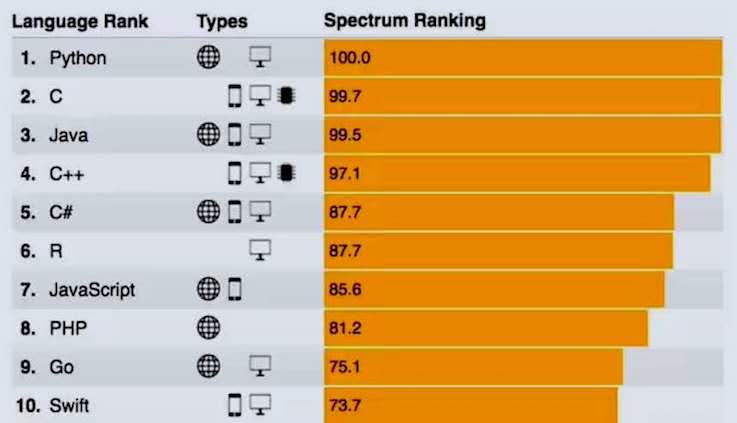 Language Rank Types Spectrum Ranking
1. Python 100.0
2. C 99.7
3. Java 99.5
4. C++ 97.1
5. C# 87.7
6. R 87.7
7. JavaScript 85.6
8. PHP 81.2
9. Go 75.1
10. Swift 73.7